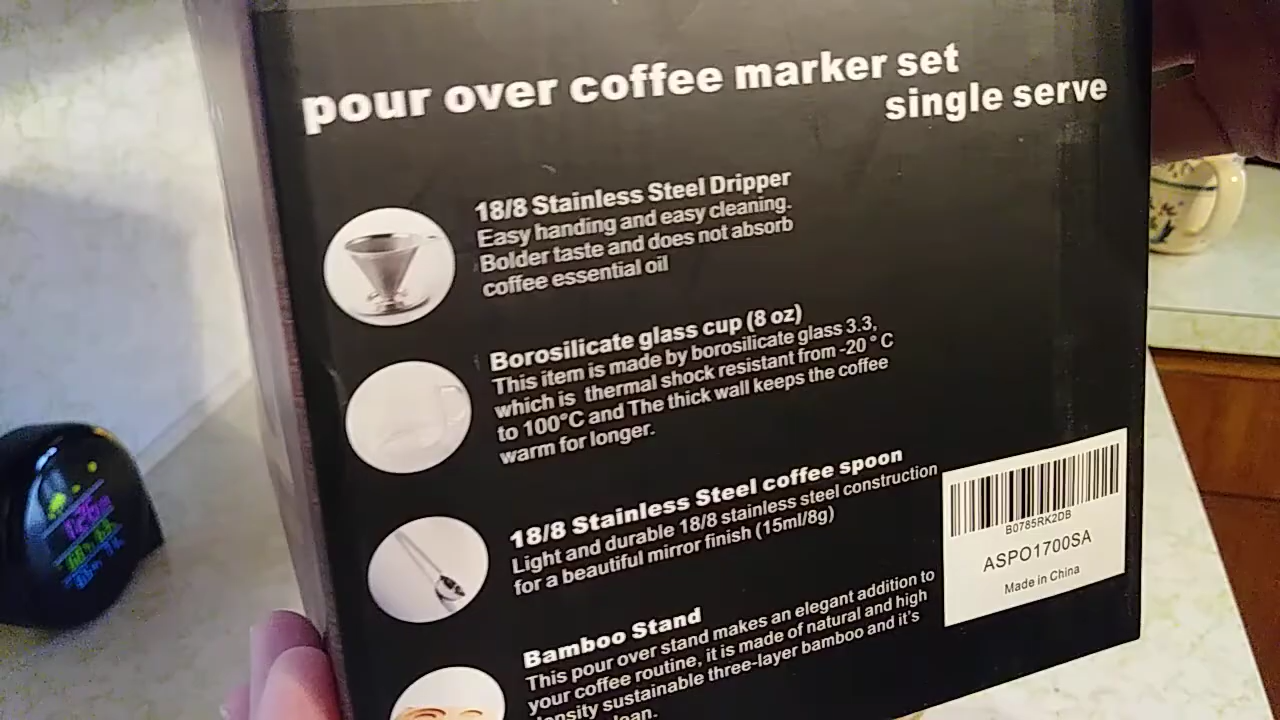 pour over coffee marker set
single serve
18/8 Stainless Steel Dripper
Easy handing and easy cleaning.
Bolder taste and does not absorb
coffee essential oil
Borosilicate glass cup (8 oz)
This item is made by borosilicate glass 3.3,
which is thermal shock resistant from -20 ° C
to 100°C and The thick wall keeps the coffee
warm for longer.
18/8 Stainless Steel coffee spoon
Light and durable 18/8 stainless steel construction
for a beautiful mirror finish (15ml/8g)
B0785RK2DB
ASPO1700SA
Made in China
Bamboo Stand
This pour over stand makes an elegant addition to
your coffee routine, it is made of natural and high
sustainable three-layer bamboo and it's